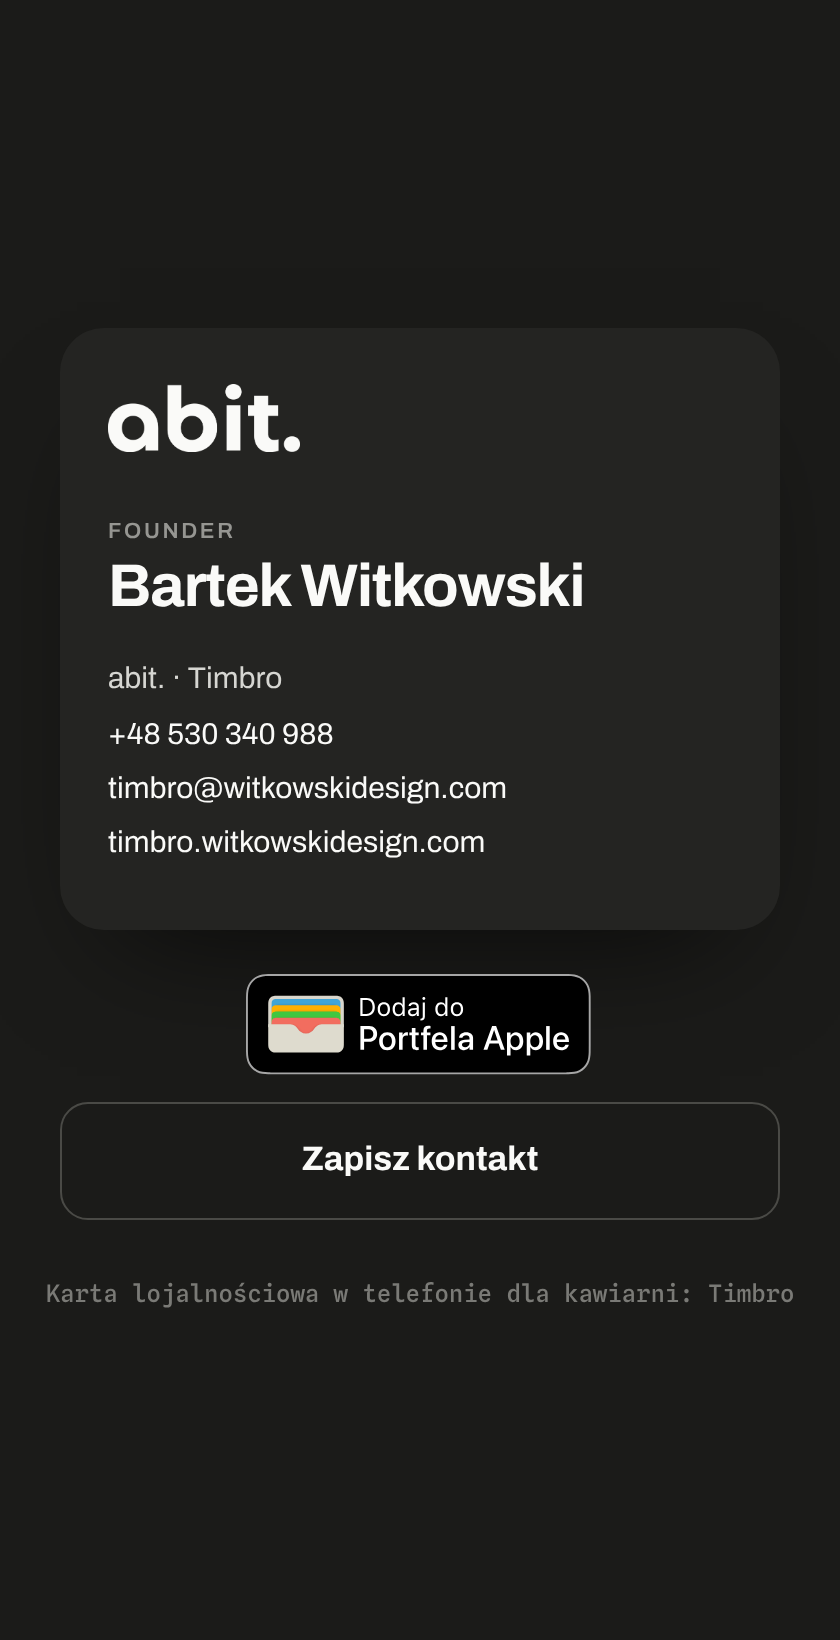 abit.
FOUNDER
Bartek Witkowski
abit. · Timbro
+48 530 340 988
timbro@witkowskidesign.com
timbro.witkowskidesign.com
Dodaj do
Portfela Apple
Zapisz kontakt
Karta lojalnościowa w telefonie dla kawiarni: Timbro